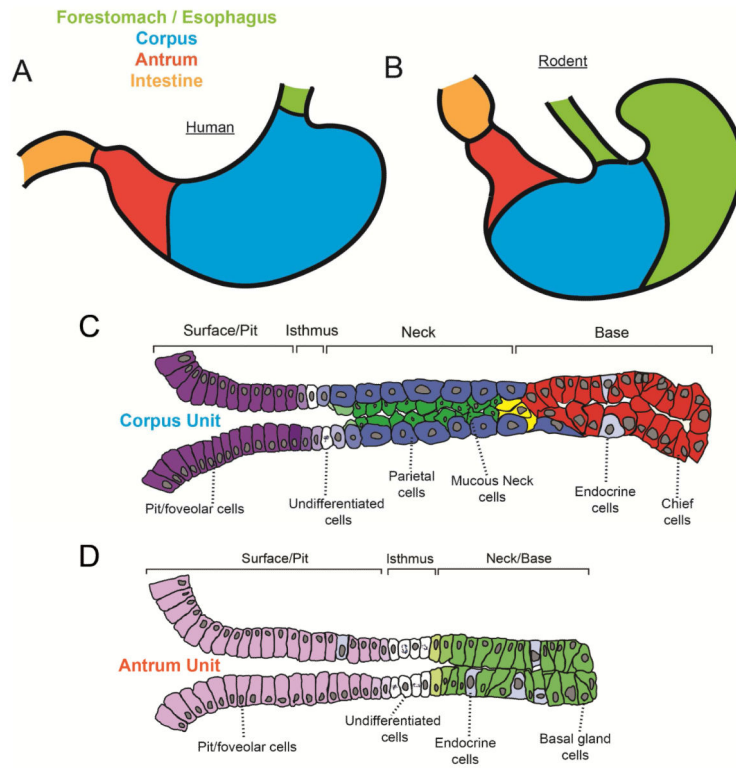 Forestomach / Esophagus
Corpus
Antrum
Intestine
A
Human
B
Rodent
C
Surface/Pit
Isthmus
Neck
Base
Corpus Unit
Pit/foveolar cells
Undifferentiated
cells
Parietal
cells
Mucous Neck
cells
Endocrine
cells
Chief
cells
D
Surface/Pit
Isthmus
Neck/Base
Antrum Unit
Pit/foveolar cells
Undifferentiated
cells
Endocrine
cells
Basal gland
cells